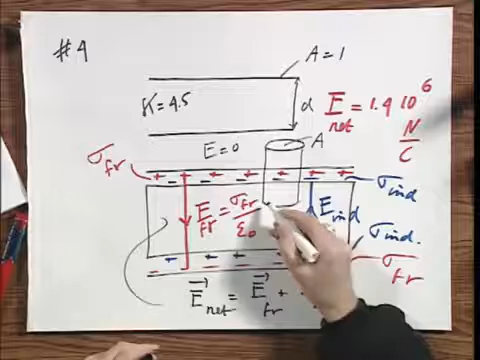 #4
A = 1
K = 4.5
d
E net = 1.4 10^6 N/C
E = 0
A
σfr
+ + + + + + +
- - - - - - -
σind
E fr = σfr/ε0
E ind
σind.
σfr
E⃗ net = E⃗ fr +